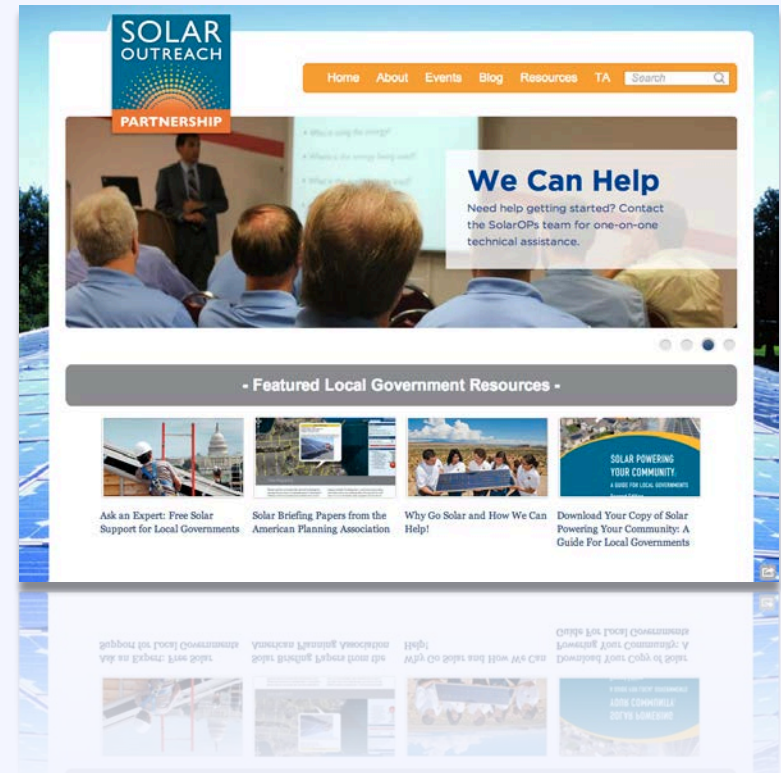 SOLAR
OUTREACH
PARTNERSHIP
Home About Events Blog Resources TA Search
We Can Help
Need help getting started? Contact
the SolarOPs team for one-on-one
technical assistance.
- Featured Local Government Resources -
SOLAR POWERING
YOUR COMMUNITY:
A GUIDE FOR LOCAL GOVERNMENTS
Second Edition
Ask an Expert: Free Solar
Support for Local Governments
Solar Briefing Papers from the
American Planning Association
Why Go Solar and How We Can
Help!
Download Your Copy of Solar
Powering Your Community: A
Guide For Local Governments